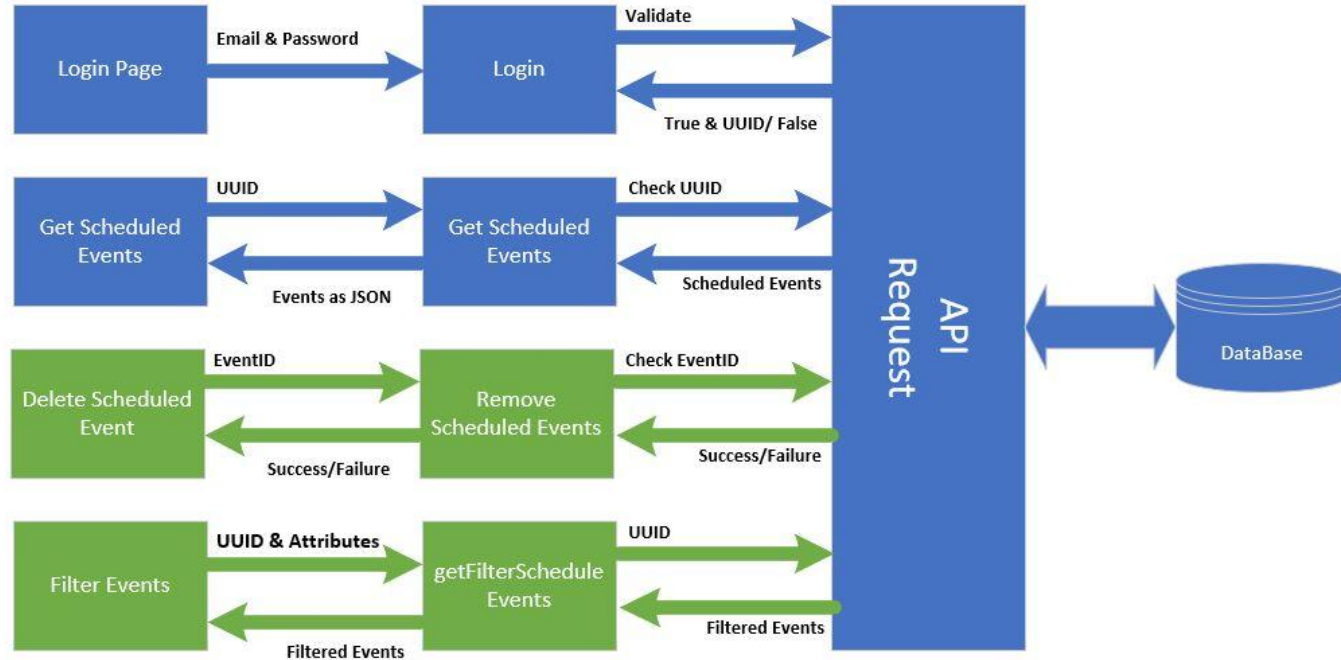 Validate
Email & Password
Login Page
Login
True & UUID/ False
UUID
Check UUID
Get Scheduled
Events
Get Scheduled
Events
Events as JSON
Scheduled Events
API
Request
DataBase
EventID
Check EventID
Delete Scheduled
Event
Remove
Scheduled Events
Success/Failure
Success/Failure
UUID & Attributes
UUID
Filter Events
getFilterSchedule
Events
Filtered Events
Filtered Events